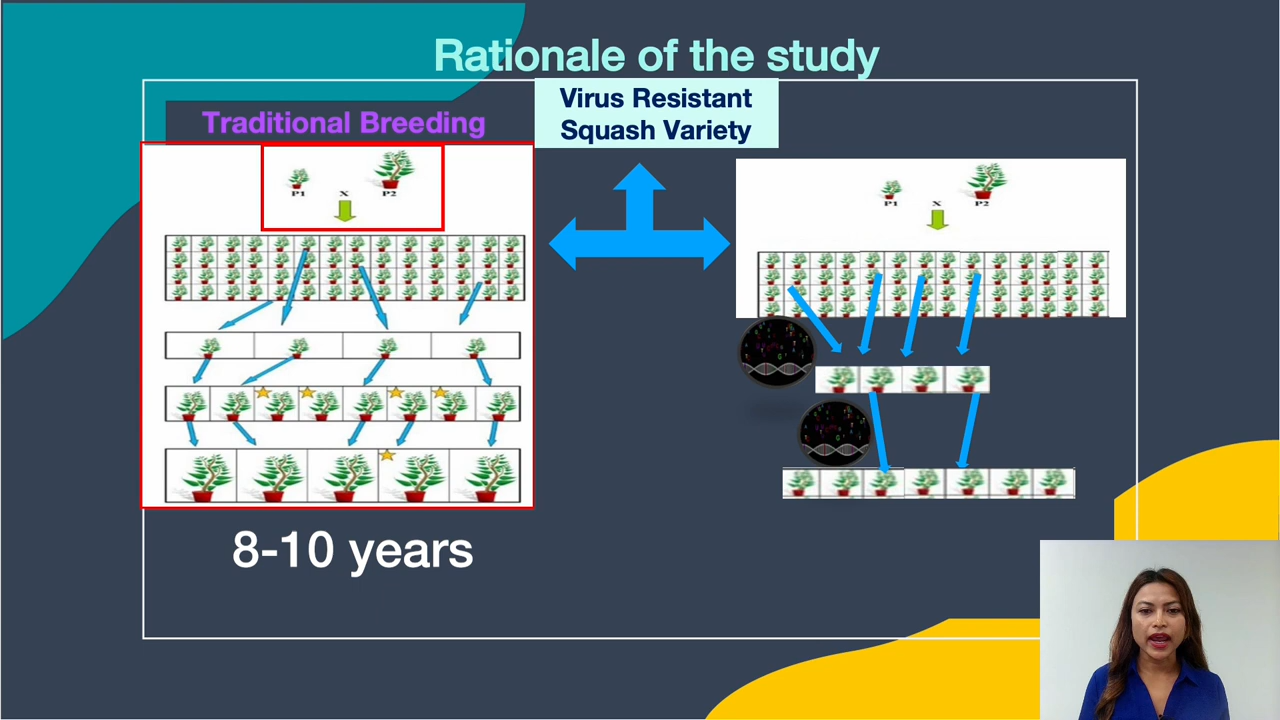 Rationale of the study
Virus Resistant
Squash Variety
Traditional Breeding
P1 X P2
P1 X P2
8-10 years